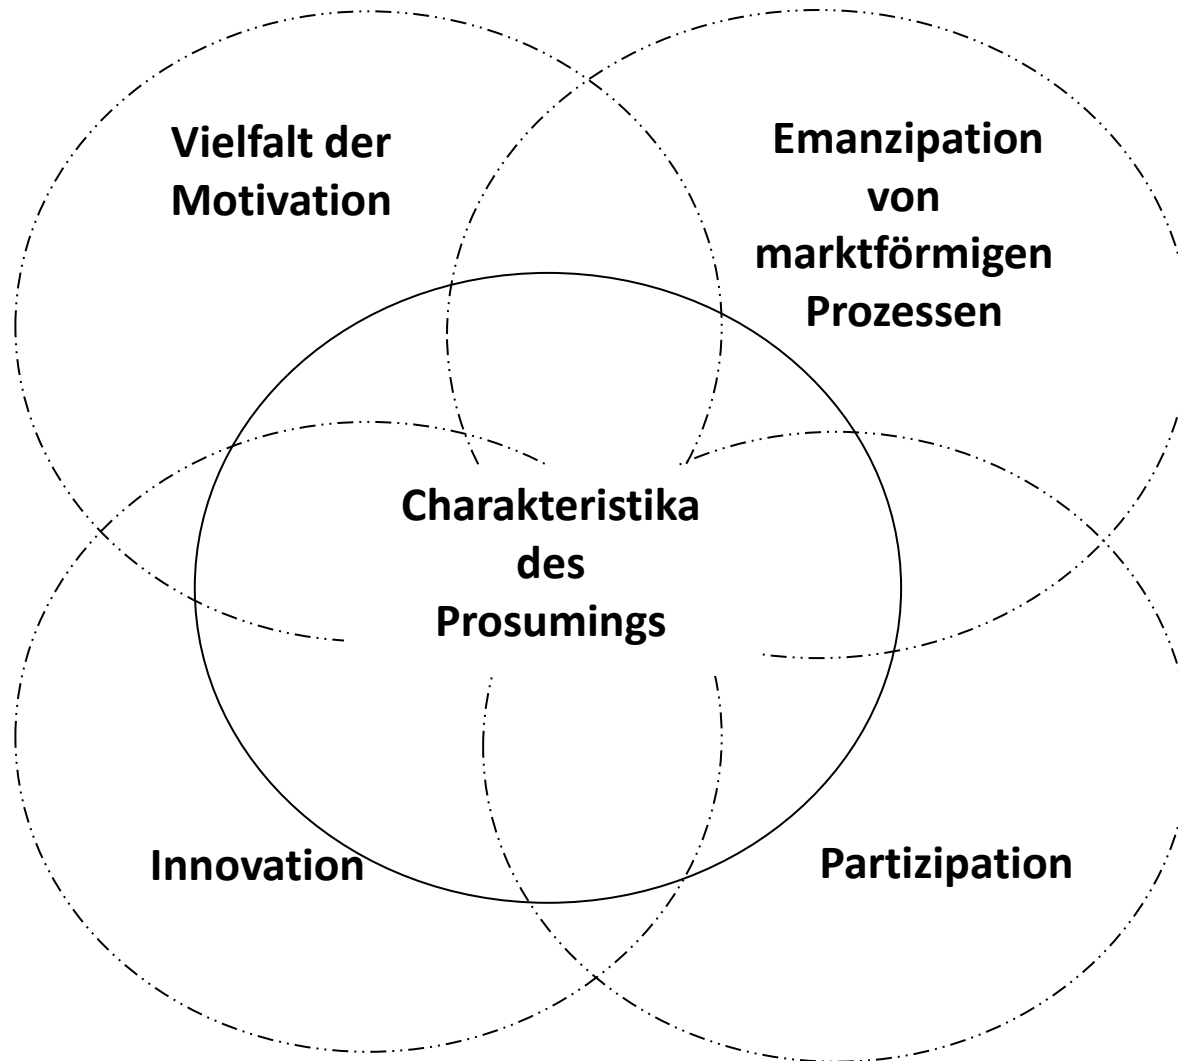 Vielfalt der
Motivation
Emanzipation
von
marktförmigen
Prozessen
Charakteristika
des
Prosumings
Innovation
Partizipation